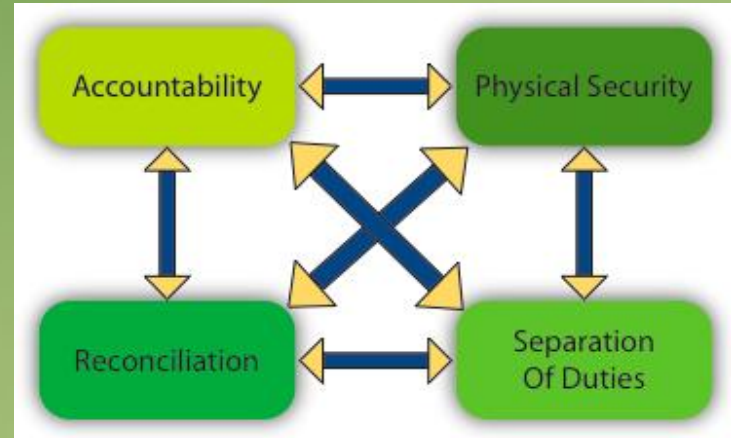 Accountability
Physical Security
Reconciliation
Separation
Of Duties